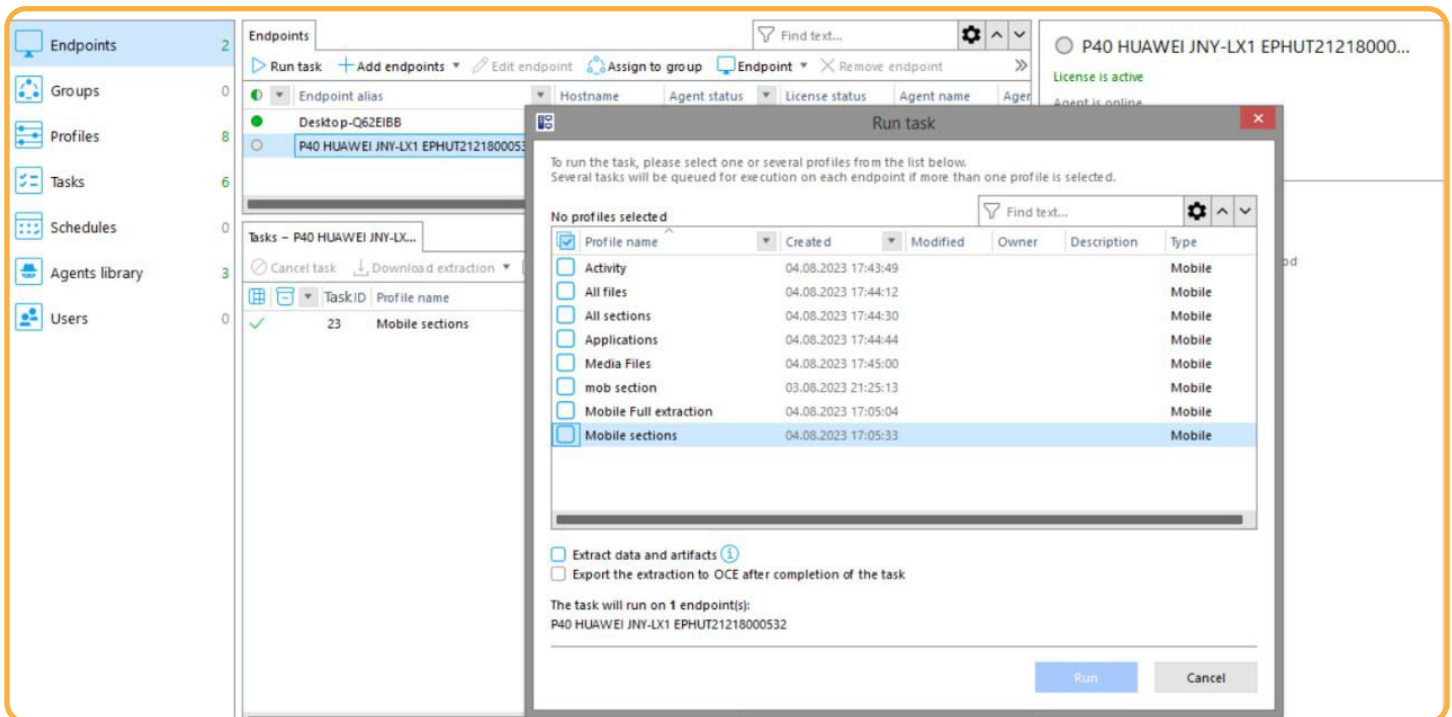 Endpoints 2
Groups 0
Profiles 8
Tasks 6
Schedules 0
Agents library 3
Users 0
Endpoints
Find text...
Run task Add endpoints Edit endpoint Assign to group Endpoint Remove endpoint
Endpoint alias Hostname Agent status License status Agent name Agen
Desktop-Q62EIBB
P40 HUAWEI JNY-LX1 EPHUT2121800053
Tasks – P40 HUAWEI JNY-LX...
Cancel task Download extraction
Task ID Profile name
23 Mobile sections
P40 HUAWEI JNY-LX1 EPHUT21218000...
License is active
Agent is online
Run task
To run the task, please select one or several profiles from the list below.
Several tasks will be queued for execution on each endpoint if more than one profile is selected.
No profiles selected
Find text...
Profile name Created Modified Owner Description Type
Activity 04.08.2023 17:43:49 Mobile
All files 04.08.2023 17:44:12 Mobile
All sections 04.08.2023 17:44:30 Mobile
Applications 04.08.2023 17:44:44 Mobile
Media Files 04.08.2023 17:45:00 Mobile
mob section 03.08.2023 21:25:13 Mobile
Mobile Full extraction 04.08.2023 17:05:04 Mobile
Mobile sections 04.08.2023 17:05:33 Mobile
Extract data and artifacts
Export the extraction to OCE after completion of the task
The task will run on 1 endpoint(s):
P40 HUAWEI JNY-LX1 EPHUT21218000532
Run Cancel